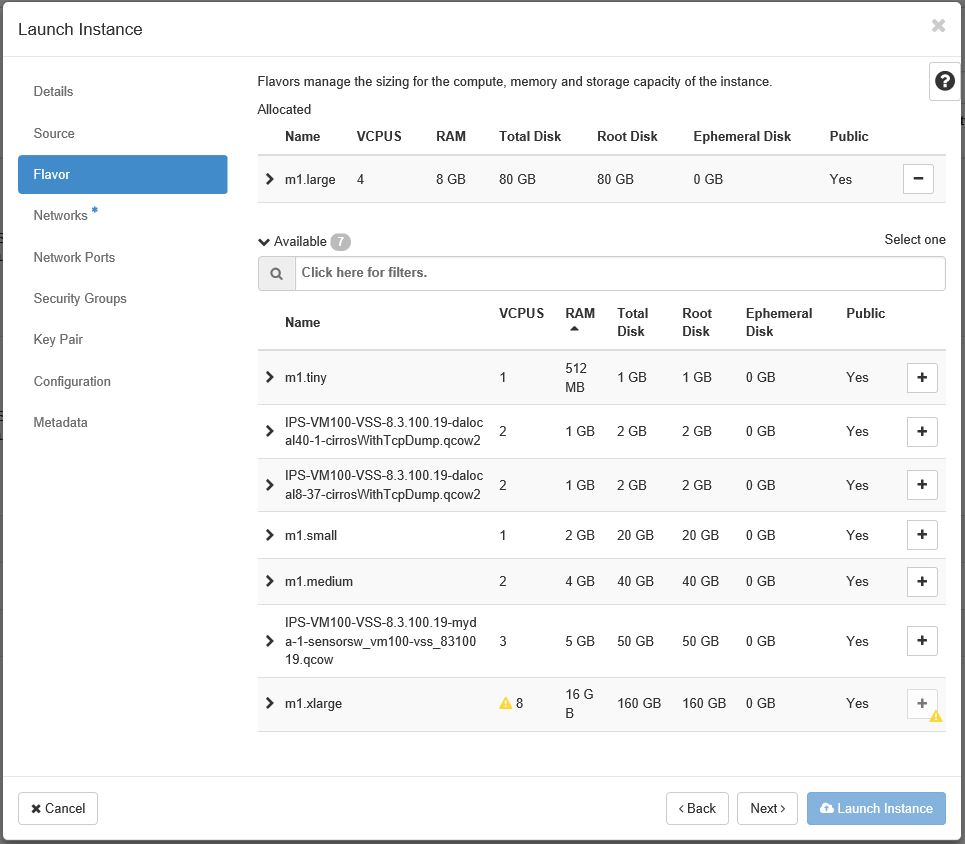 Launch Instance
Details
Source
Flavor
Networks *
Network Ports
Security Groups
Key Pair
Configuration
Metadata
Flavors manage the sizing for the compute, memory and storage capacity of the instance.
Allocated
Name VCPUS RAM Total Disk Root Disk Ephemeral Disk Public
m1.large 4 8 GB 80 GB 80 GB 0 GB Yes
Available 7 Select one
Click here for filters.
Name VCPUS RAM Total Disk Root Disk Ephemeral Disk Public
m1.tiny 1 512 MB 1 GB 1 GB 0 GB Yes
IPS-VM100-VSS-8.3.100.19-daloc
al40-1-cirrosWithTcpDump.qcow2 2 1 GB 2 GB 2 GB 0 GB Yes
IPS-VM100-VSS-8.3.100.19-daloc
al8-37-cirrosWithTcpDump.qcow2 2 1 GB 2 GB 2 GB 0 GB Yes
m1.small 1 2 GB 20 GB 20 GB 0 GB Yes
m1.medium 2 4 GB 40 GB 40 GB 0 GB Yes
IPS-VM100-VSS-8.3.100.19-myd
a-1-sensorsw_vm100-vss_83100
19.qcow 3 5 GB 50 GB 50 GB 0 GB Yes
m1.xlarge 8 16 G
B 160 GB 160 GB 0 GB Yes
Cancel
Back
Next
Launch Instance